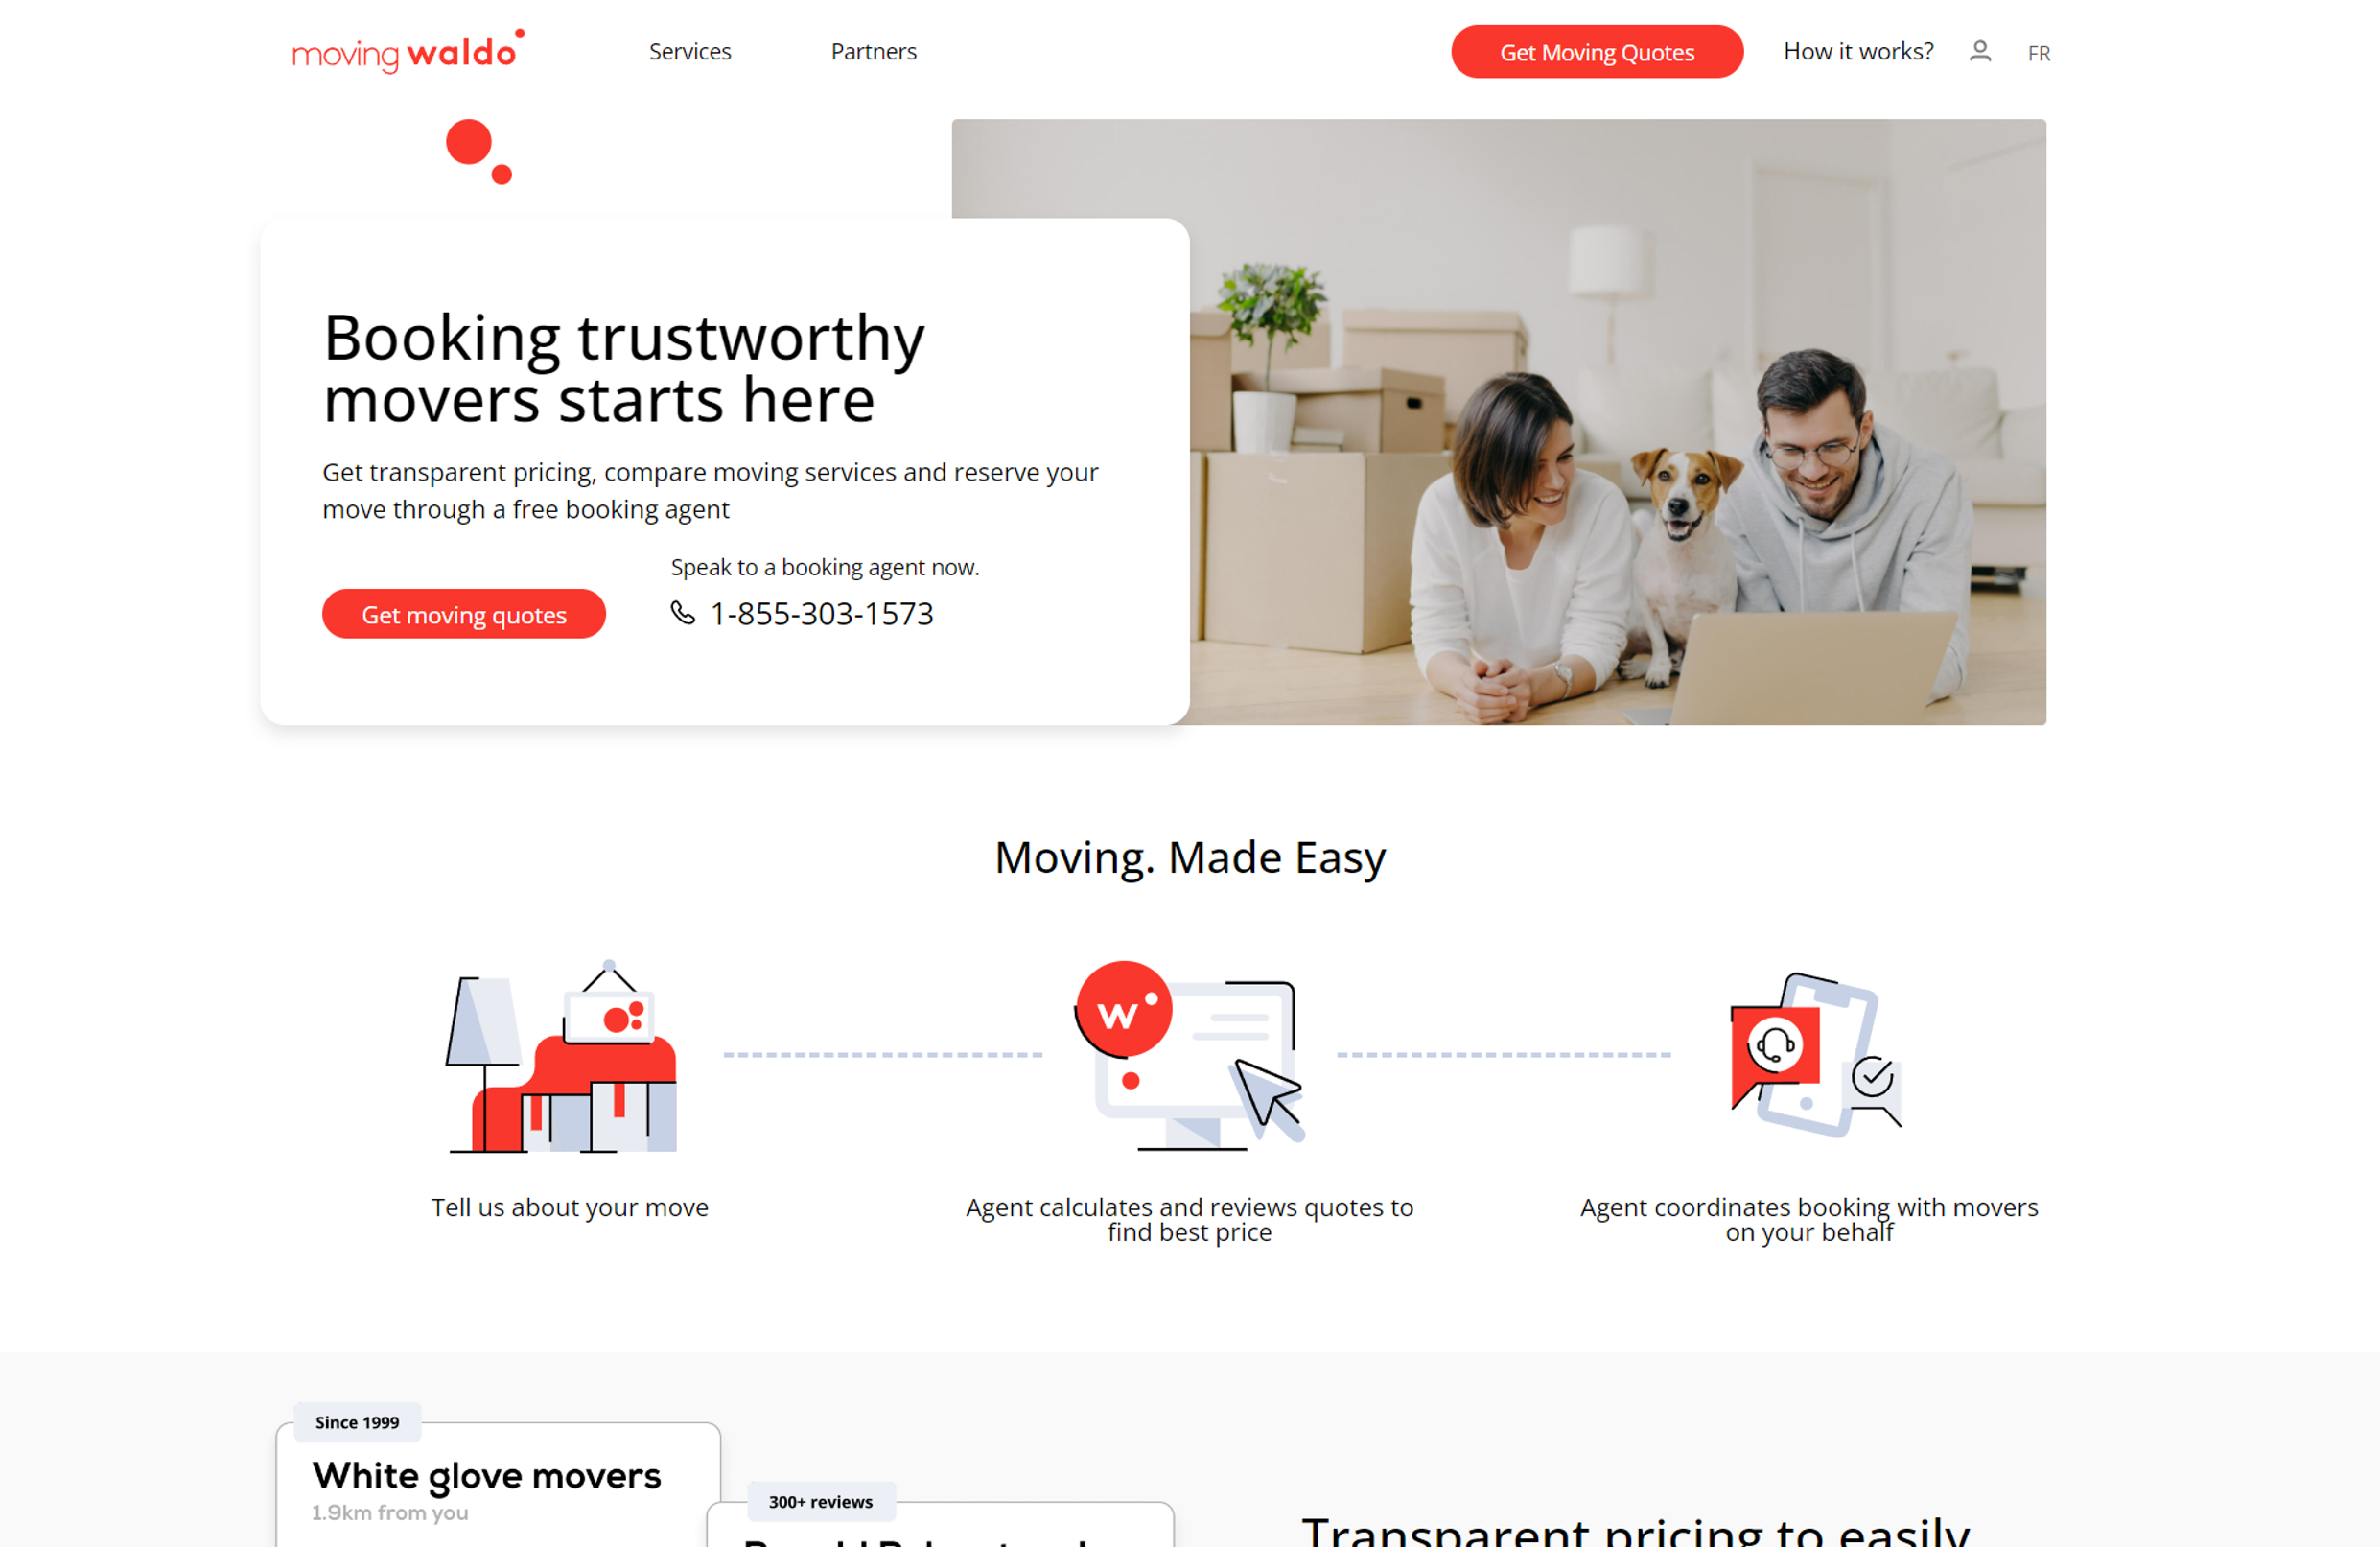 moving waldo
Services
Partners
Get Moving Quotes
How it works?
FR
Booking trustworthy
movers starts here
Get transparent pricing, compare moving services and reserve your
move through a free booking agent
Speak to a booking agent now.
Get moving quotes
1-855-303-1573
Moving. Made Easy
w
Tell us about your move
Agent calculates and reviews quotes to
find best price
Agent coordinates booking with movers
on your behalf
Since 1999
White glove movers
1.9km from you
300+ reviews
Transparent pricing to easily